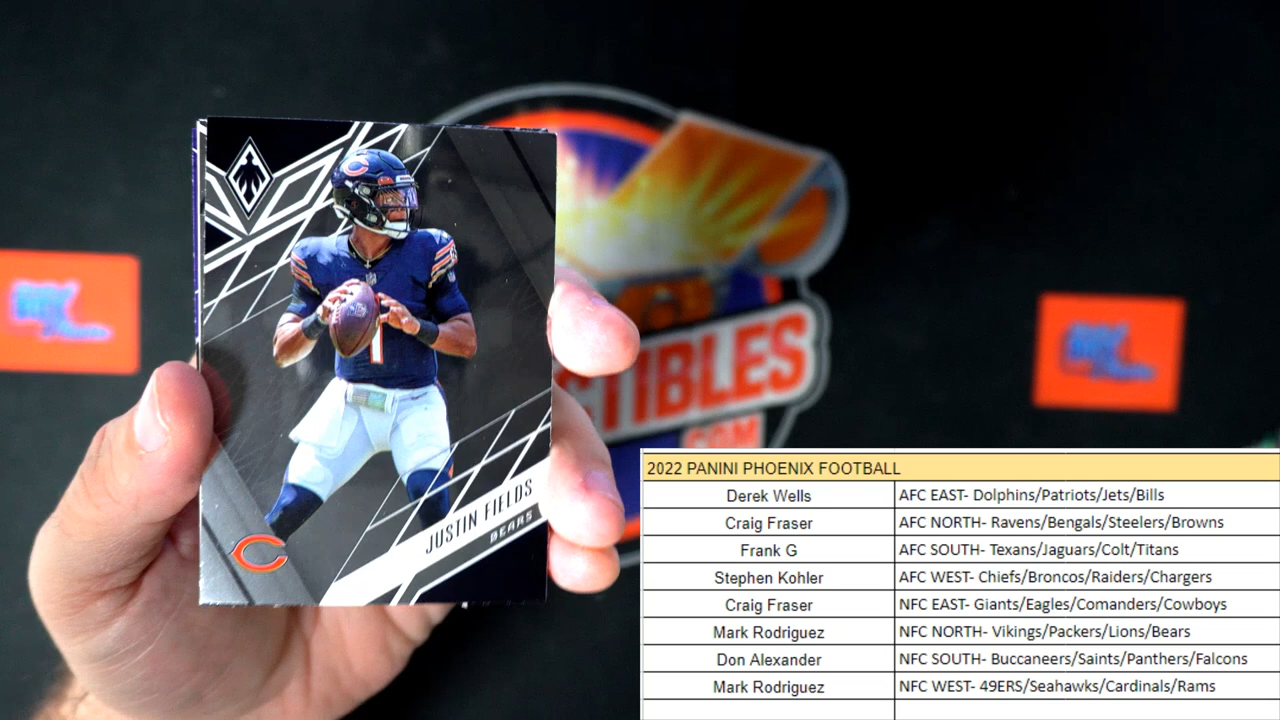 JUSTIN FIELDS
BEARS
1
TIBLES
.COM
2022 PANINI PHOENIX FOOTBALL
Derek Wells AFC EAST- Dolphins/Patriots/Jets/Bills
Craig Fraser AFC NORTH- Ravens/Bengals/Steelers/Browns
Frank G AFC SOUTH- Texans/Jaguars/Colt/Titans
Stephen Kohler AFC WEST- Chiefs/Broncos/Raiders/Chargers
Craig Fraser NFC EAST- Giants/Eagles/Comanders/Cowboys
Mark Rodriguez NFC NORTH- Vikings/Packers/Lions/Bears
Don Alexander NFC SOUTH- Buccaneers/Saints/Panthers/Falcons
Mark Rodriguez NFC WEST- 49ERS/Seahawks/Cardinals/Rams